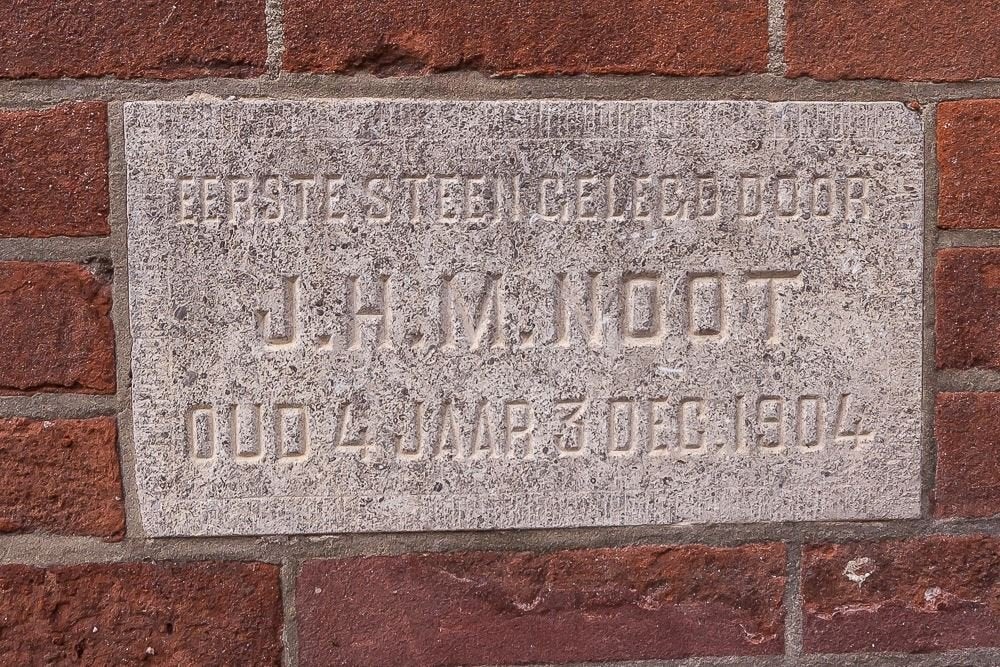 EERSTE STEEN GELEGD DOOR
J.H.M. NOOT
OUD 4 JAAR 3 DEC. 1904